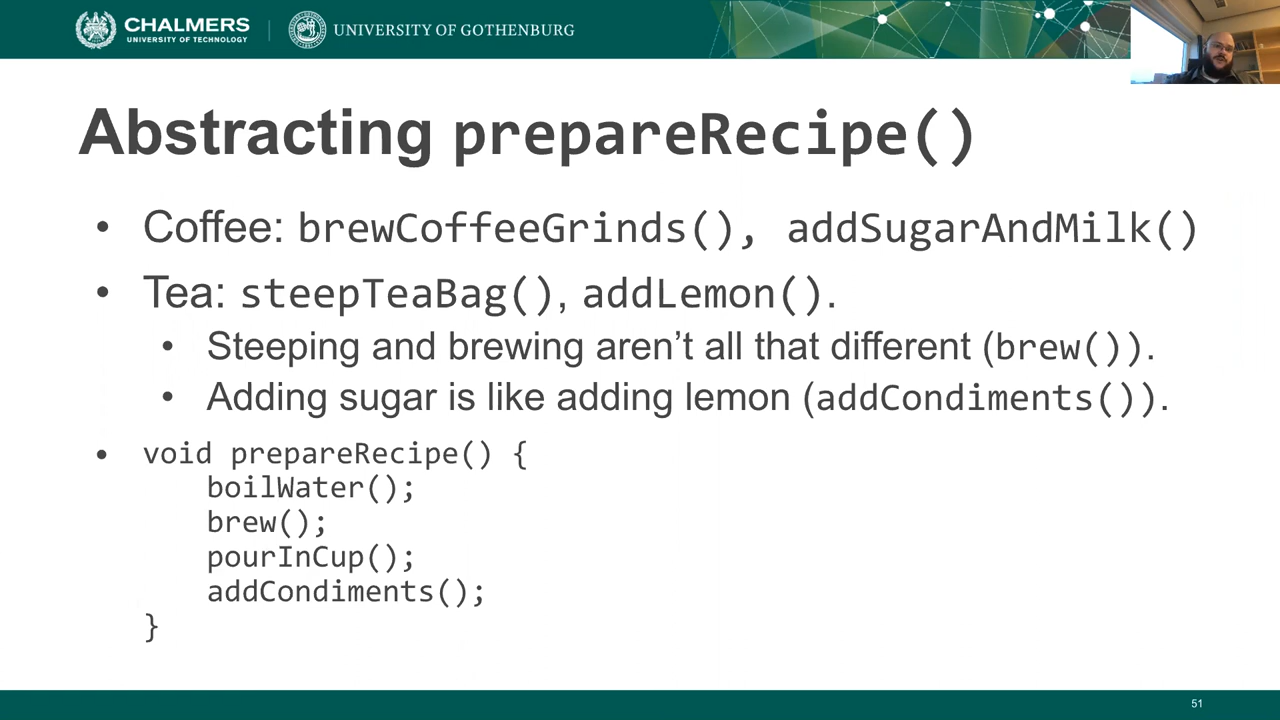 CHALMERS
UNIVERSITY OF TECHNOLOGY
UNIVERSITY OF GOTHENBURG
Abstracting prepareRecipe()
• Coffee: brewCoffeeGrinds(), addSugarAndMilk()
• Tea: steepTeaBag(), addLemon().
• Steeping and brewing aren’t all that different (brew()).
• Adding sugar is like adding lemon (addCondiments()).
• void prepareRecipe() {
boilWater();
brew();
pourInCup();
addCondiments();
}
51